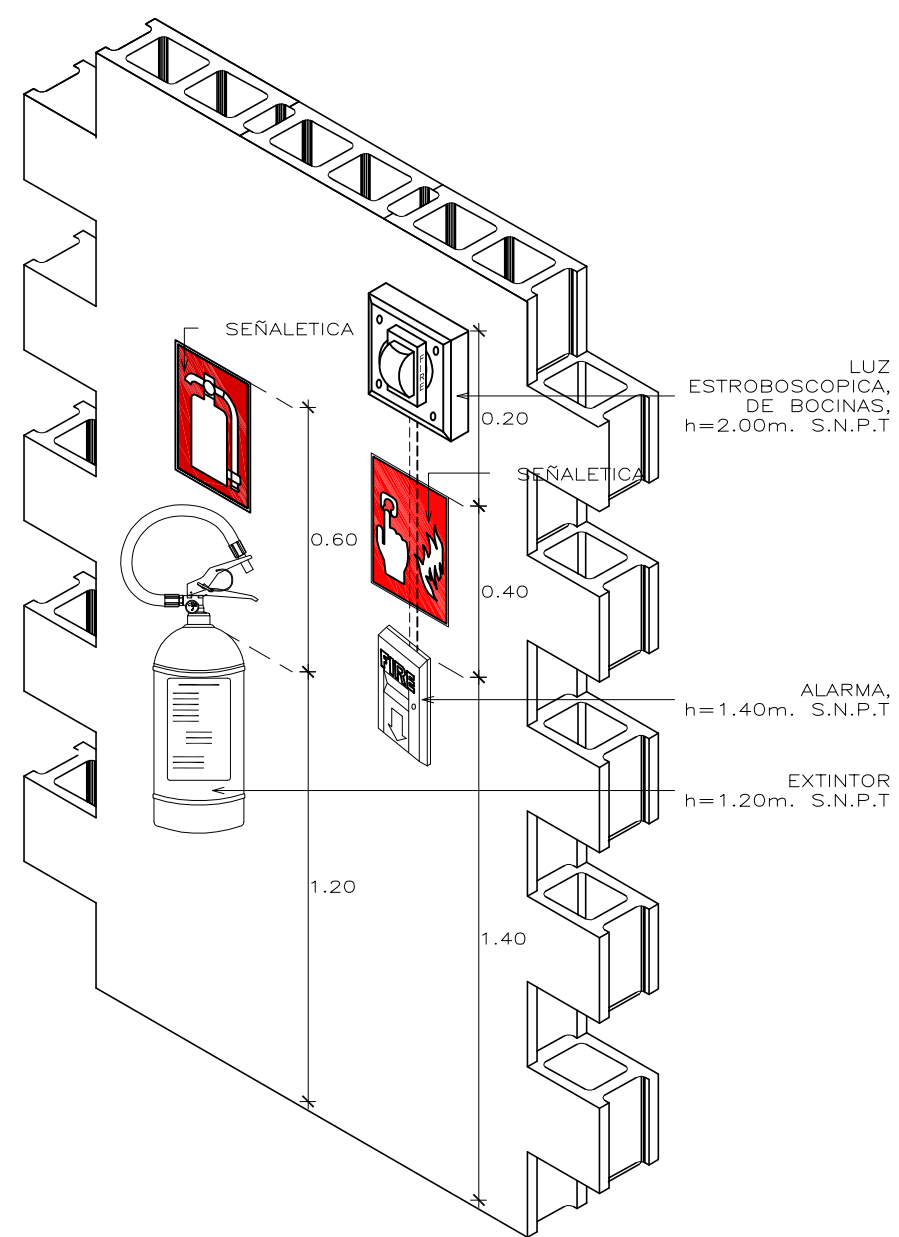 SEÑALETICA
FIRE
LUZ
ESTROBOSCOPICA,
DE BOCINAS,
h=2.00m. S.N.P.T
0.20
SEÑALETICA
0.60
0.40
FIRE
ALARMA,
h=1.40m. S.N.P.T
EXTINTOR
h=1.20m. S.N.P.T
1.20
1.40